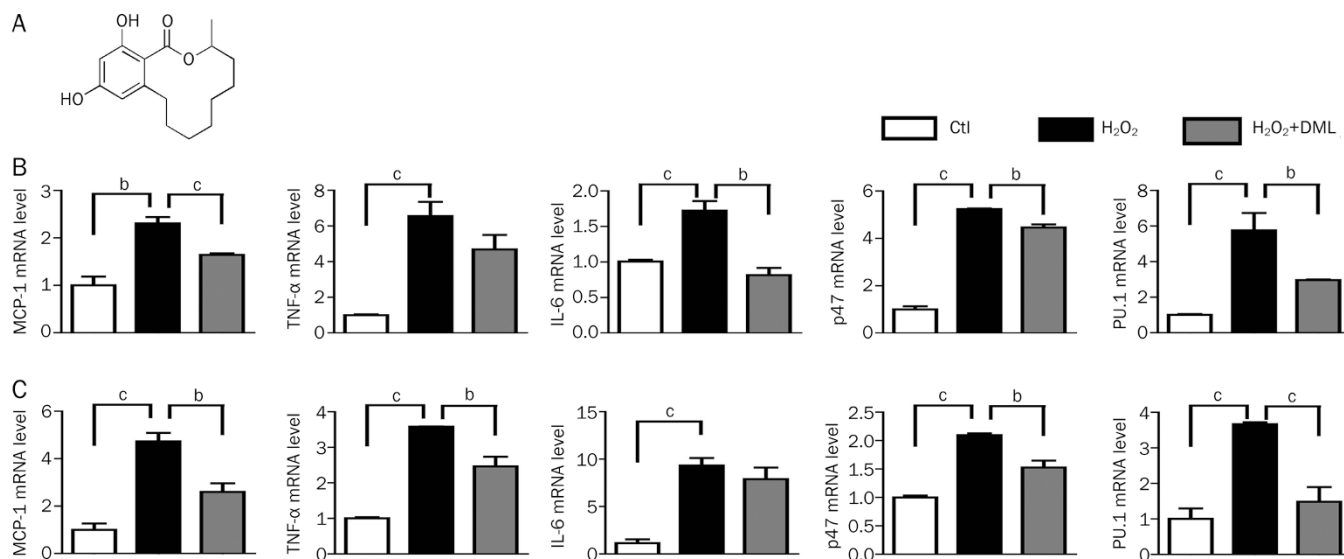 A
OH
O
O
HO
Ctl
H₂O₂
H₂O₂+DML
B
MCP-1 mRNA level
3
2
1
0
b
c
TNF-α mRNA level
8
6
4
2
0
c
IL-6 mRNA level
2.0
1.5
1.0
0.5
0.0
c
b
p47 mRNA level
6
4
2
0
c
b
PU.1 mRNA level
8
6
4
2
0
c
b
C
MCP-1 mRNA level
6
4
2
0
c
b
TNF-α mRNA level
4
3
2
1
0
c
b
IL-6 mRNA level
15
10
5
0
c
p47 mRNA level
2.5
2.0
1.5
1.0
0.5
0.0
c
b
PU.1 mRNA level
4
3
2
1
0
c
c